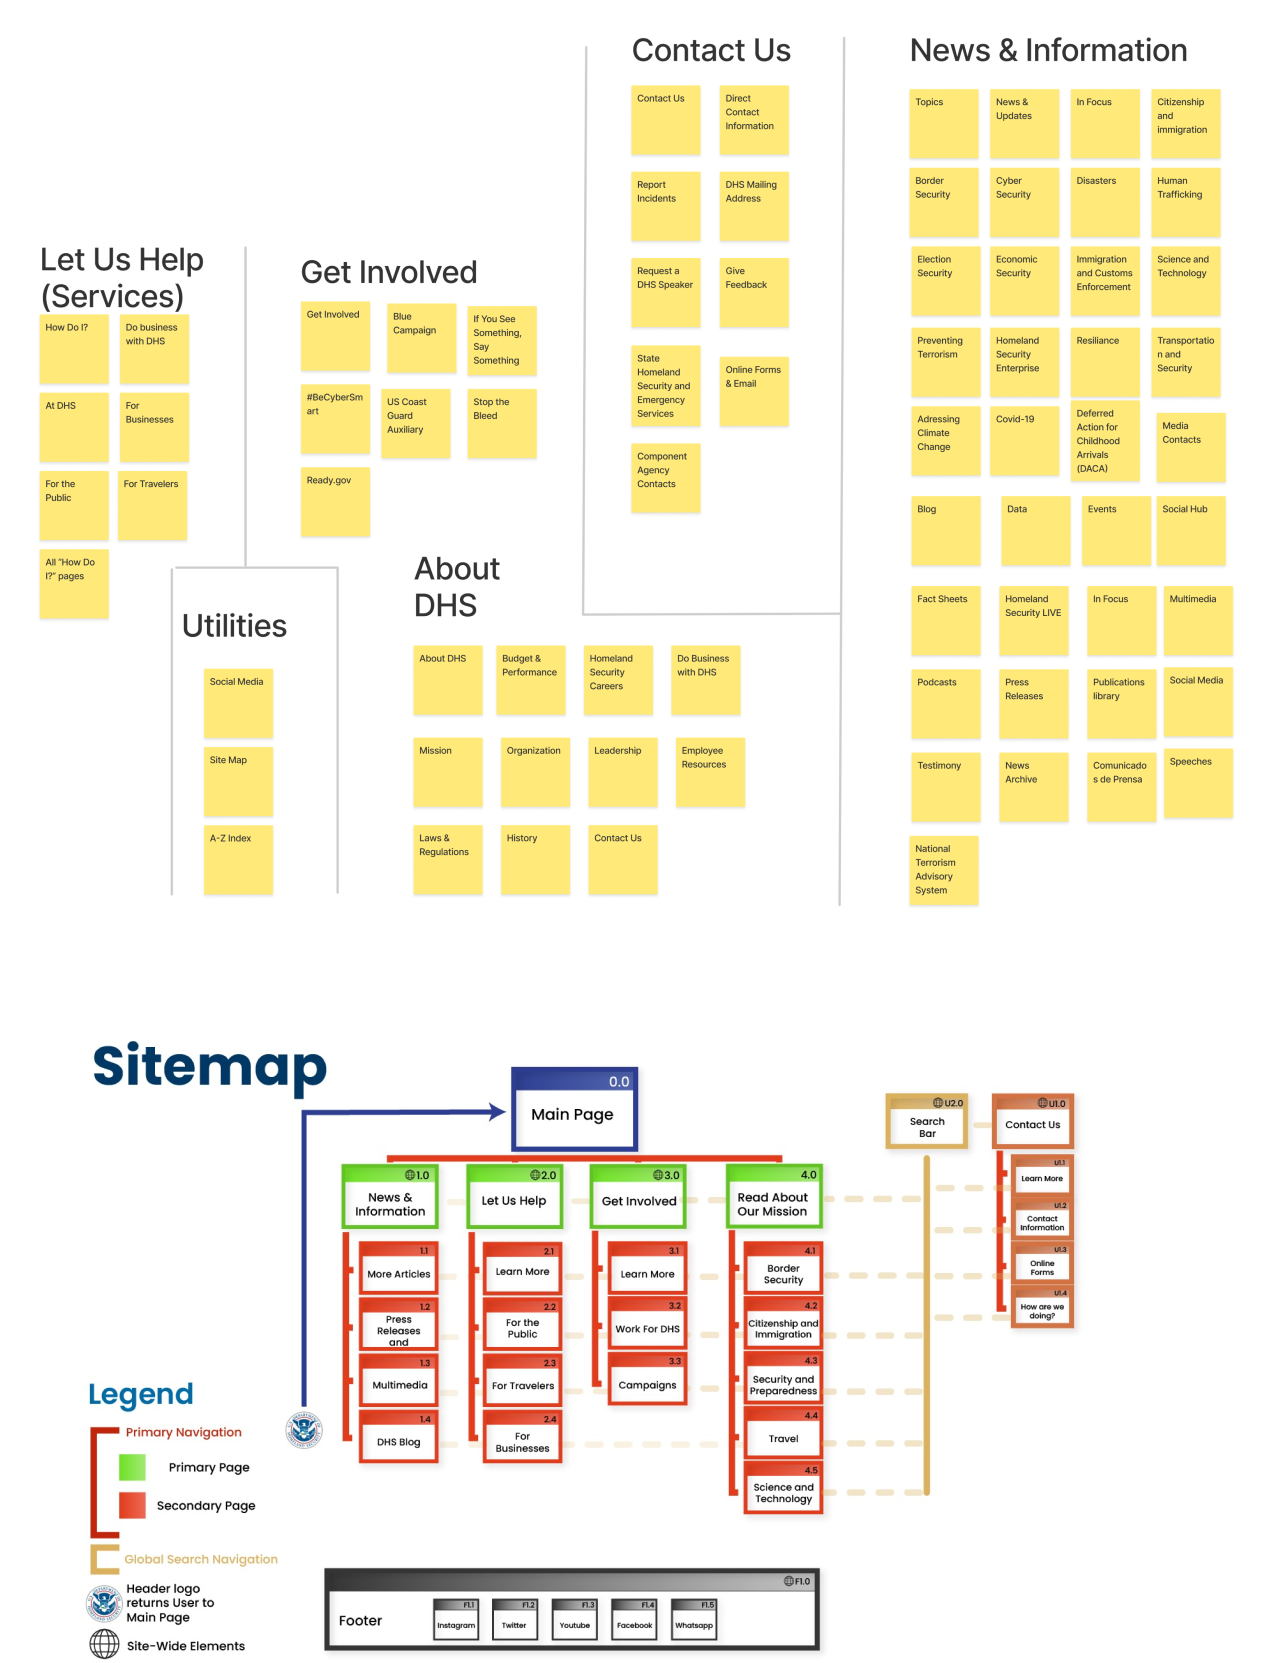 Contact Us
News & Information
Contact Us
Direct
Contact
Information
Report
Incidents
DHS Mailing
Address
Request a
DHS Speaker
Give
Feedback
State
Homeland
Security and
Emergency
Services
Online Forms
& Email
Component
Agency
Contacts
Topics
News &
Updates
In Focus
Citizenship
and
immigration
Border
Security
Cyber
Security
Disasters
Human
Trafficking
Election
Security
Economic
Security
Immigration
and Customs
Enforcement
Science and
Technology
Preventing
Terrorism
Homeland
Security
Enterprise
Resiliance
Transportatio
n and
Security
Adressing
Climate
Change
Covid-19
Deferred
Action for
Childhood
Arrivals
(DACA)
Media
Contacts
Blog
Data
Events
Social Hub
Fact Sheets
Homeland
Security LIVE
In Focus
Multimedia
Podcasts
Press
Releases
Publications
library
Social Media
Testimony
News
Archive
Comunicado
s de Prensa
Speeches
National
Terrorism
Advisory
System
Let Us Help
(Services)
How Do I?
Do business
with DHS
At DHS
For
Businesses
For the
Public
For Travelers
All "How Do
I?" pages
Get Involved
Get Involved
Blue
Campaign
If You See
Something,
Say
Something
#BeCyberSm
art
US Coast
Guard
Auxiliary
Stop the
Bleed
Ready.gov
Utilities
Social Media
Site Map
A-Z Index
About
DHS
About DHS
Budget &
Performance
Homeland
Security
Careers
Do Business
with DHS
Mission
Organization
Leadership
Employee
Resources
Laws &
Regulations
History
Contact Us
Sitemap
0.0
Main Page
U2.0
Search
Bar
U1.0
Contact Us
U1.1
Learn More
U1.2
Contact
Information
U1.3
Online
Forms
U1.4
How are we
doing?
1.0
News &
Information
1.1
More Articles
1.2
Press
Releases
and
1.3
Multimedia
1.4
DHS Blog
2.0
Let Us Help
2.1
Learn More
2.2
For the
Public
2.3
For Travelers
2.4
For
Businesses
3.0
Get Involved
3.1
Learn More
3.2
Work For DHS
3.3
Campaigns
4.0
Read About
Our Mission
4.1
Border
Security
4.2
Citizenship and
Immigration
4.3
Security and
Preparedness
4.4
Travel
4.5
Science and
Technology
Legend
Primary Navigation
Primary Page
Secondary Page
Global Search Navigation
Header logo
returns User to
Main Page
Site-Wide Elements
F1.0
Footer
F1.1
Instagram
F1.2
Twitter
F1.3
Youtube
F1.4
Facebook
F1.5
Whatsapp